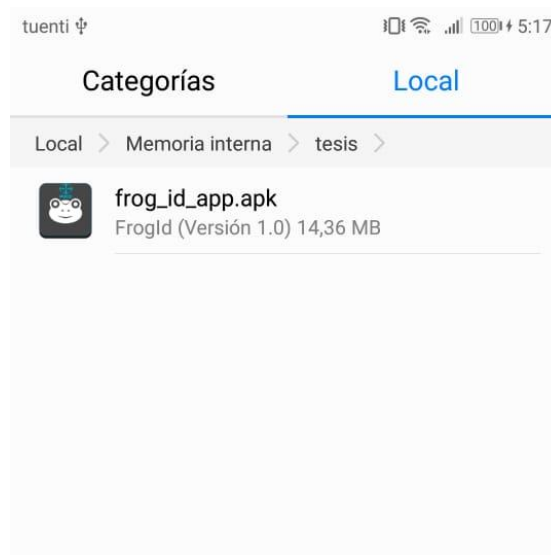 tuenti 100 5:17
Categorías Local
Local > Memoria interna > tesis >
frog_id_app.apk
FrogId (Versión 1.0) 14,36 MB